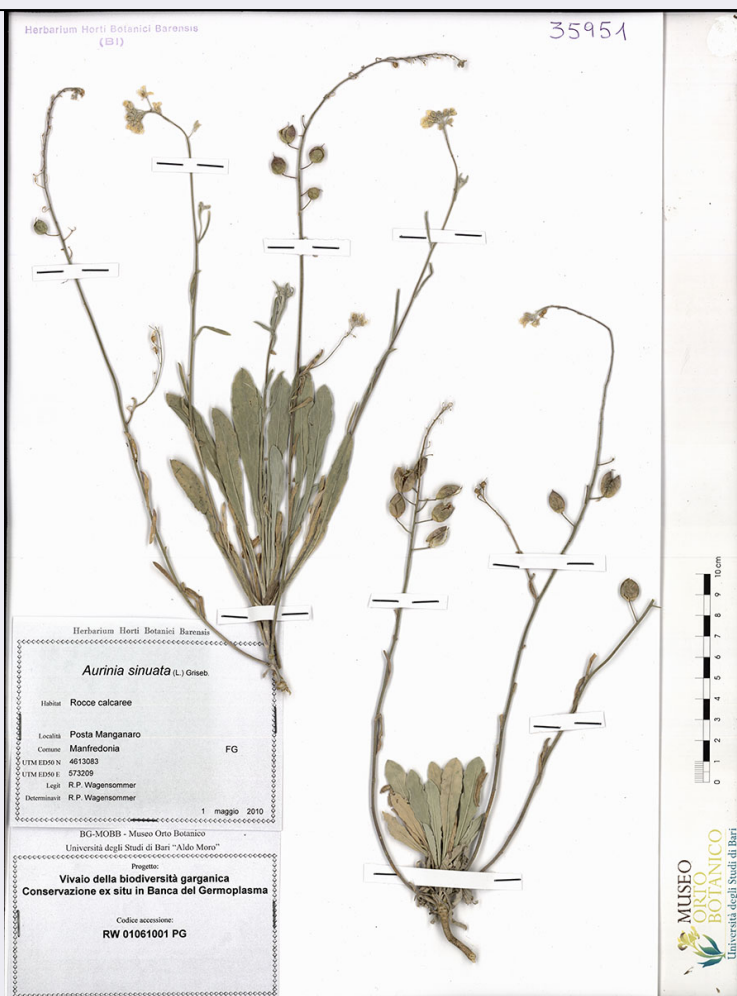 Herbarium Horti Botanici Barensis
(BI)
35951
Herbarium Horti Botanici Barensis
Aurinia sinuata (L.) Griseb.
Habitat Rocce calcaree
Località Posta Manganaro
Comune Manfredonia FG
UTM ED50 N 4613083
UTM ED50 E 573209
Legit R.P. Wagensommer
Determinavit R.P. Wagensommer
1 maggio 2010
BG-MOBB - Museo Orto Botanico
Università degli Studi di Bari "Aldo Moro"
Progetto:
Vivaio della biodiversità garganica
Conservazione ex situ in Banca del Germoplasma
Codice accessione:
RW 01061001 PG
0 1 2 3 4 5 6 7 8 9 10 cm
MUSEO
ORTO
BOTANICO
Università degli Studi di Bari